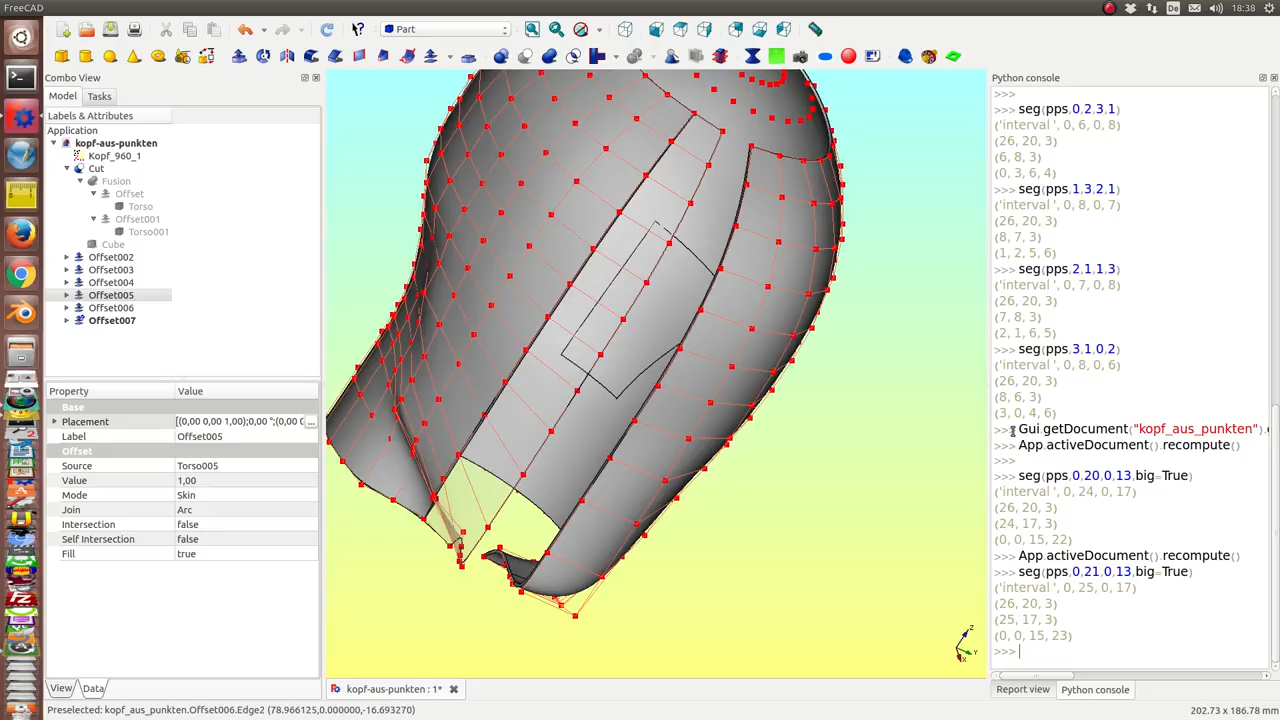 FreeCAD
De
18:38
Part
Combo View
Model
Tasks
Labels & Attributes
Application
kopf-aus-punkten
Kopf_960_1
Cut
Fusion
Offset
Torso
Offset001
Torso001
Cube
Offset002
Offset003
Offset004
Offset005
Offset006
Offset007
Property
Value
Base
Placement
[(0,00 0,00 1,00);0,00 °;(0,00 0
...
Label
Offset005
Offset
Source
Torso005
Value
1,00
Mode
Skin
Join
Arc
Intersection
false
Self Intersection
false
Fill
true
View
Data
Z
Y
X
kopf-aus-punkten : 1*
Python console
>>>
>>> seg(pps,0,2,3,1)
('interval ', 0, 6, 0, 8)
(26, 20, 3)
(6, 8, 3)
(0, 3, 6, 4)
>>> seg(pps,1,3,2,1)
('interval ', 0, 8, 0, 7)
(26, 20, 3)
(8, 7, 3)
(1, 2, 5, 6)
>>> seg(pps,2,1,1,3)
('interval ', 0, 7, 0, 8)
(26, 20, 3)
(7, 8, 3)
(2, 1, 6, 5)
>>> seg(pps,3,1,0,2)
('interval ', 0, 8, 0, 6)
(26, 20, 3)
(8, 6, 3)
(3, 0, 4, 6)
>>> Gui.getDocument("kopf_aus_punkten").
>>> App.activeDocument().recompute()
>>>
>>> seg(pps,0,20,0,13,big=True)
('interval ', 0, 24, 0, 17)
(26, 20, 3)
(24, 17, 3)
(0, 0, 15, 22)
>>> App.activeDocument().recompute()
>>> seg(pps,0,21,0,13,big=True)
('interval ', 0, 25, 0, 17)
(26, 20, 3)
(25, 17, 3)
(0, 0, 15, 23)
>>>
Report view
Python console
Preselected: kopf_aus_punkten.Offset006.Edge2 (78.966125,0.000000,-16.693270)
202.73 x 186.78 mm